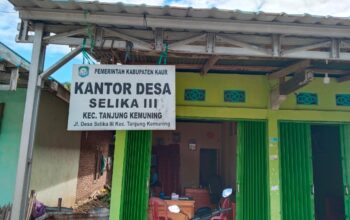 PEMERINTAH KABUPATEN KAUR
KANTOR DESA
SELIKA III
KEC. TANJUNG KEMUNING
Jl. Desa Selika III Kec. Tanjung Kemuning